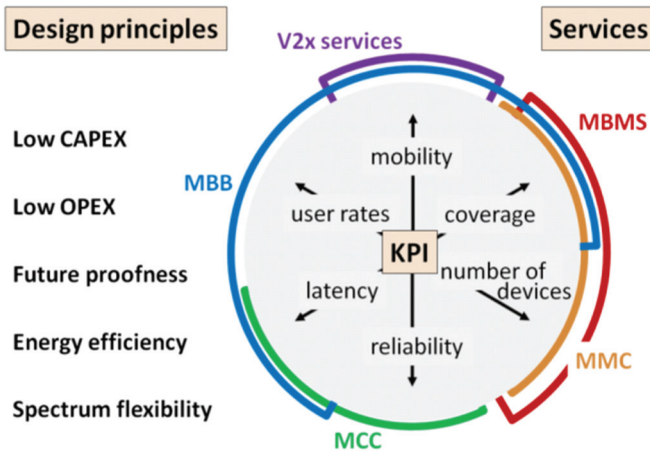 Design principles
Services
V2x services
MBMS
Low CAPEX
mobility
MBB
Low OPEX
user rates
coverage
KPI
Future proofness
number of
devices
latency
Energy efficiency
reliability
MMC
Spectrum flexibility
MCC